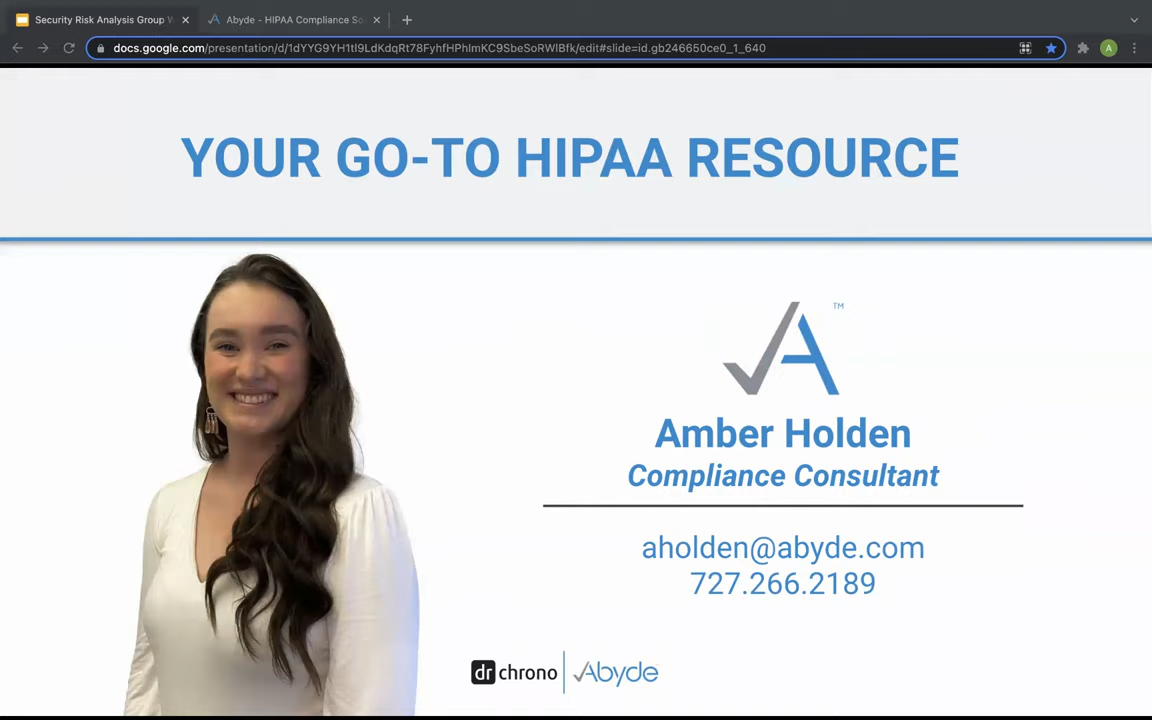 Security Risk Analysis Group
Abyde - HIPAA Compliance So
docs.google.com/presentation/d/1dYYG9YH1tl9LdKdqRt78FyhfHPhImKC9SbeSoRWlBfk/edit#slide=id.gb246650ce0_1_640
A
YOUR GO-TO HIPAA RESOURCE
A
TM
Amber Holden
Compliance Consultant
aholden@abyde.com
727.266.2189
dr chrono
Abyde